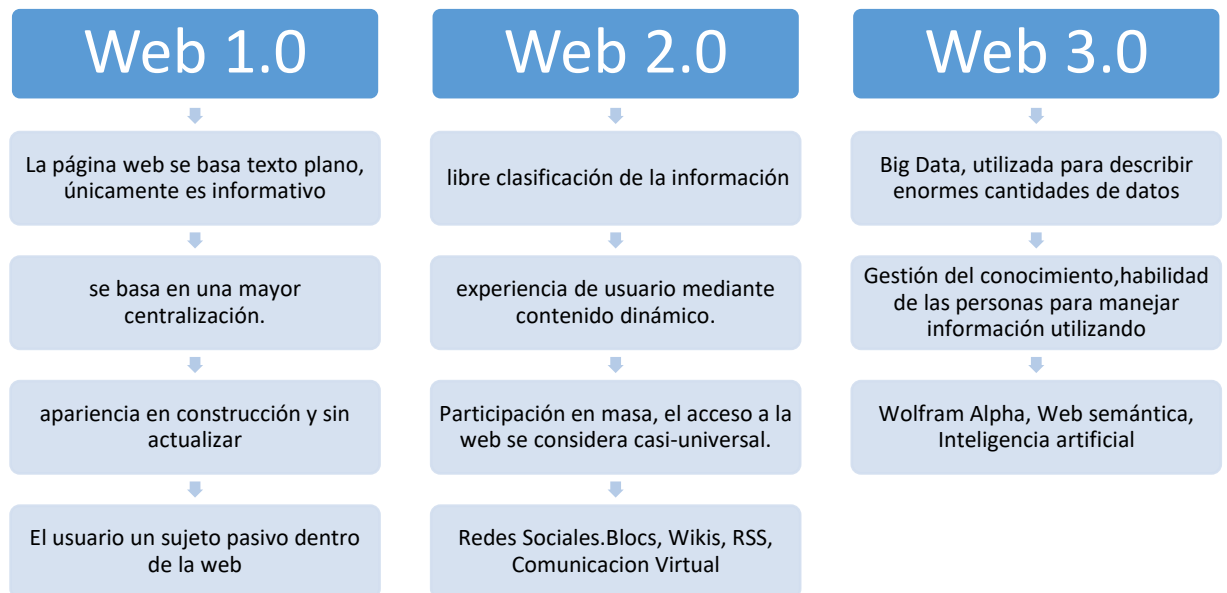 Web 1.0
La página web se basa texto plano,
únicamente es informativo
se basa en una mayor
centralización.
apariencia en construcción y sin
actualizar
El usuario un sujeto pasivo dentro
de la web
Web 2.0
libre clasificación de la información
experiencia de usuario mediante
contenido dinámico.
Participación en masa, el acceso a la
web se considera casi-universal.
Redes Sociales.Blocs, Wikis, RSS,
Comunicacion Virtual
Web 3.0
Big Data, utilizada para describir
enormes cantidades de datos
Gestión del conocimiento,habilidad
de las personas para manejar
información utilizando
Wolfram Alpha, Web semántica,
Inteligencia artificial